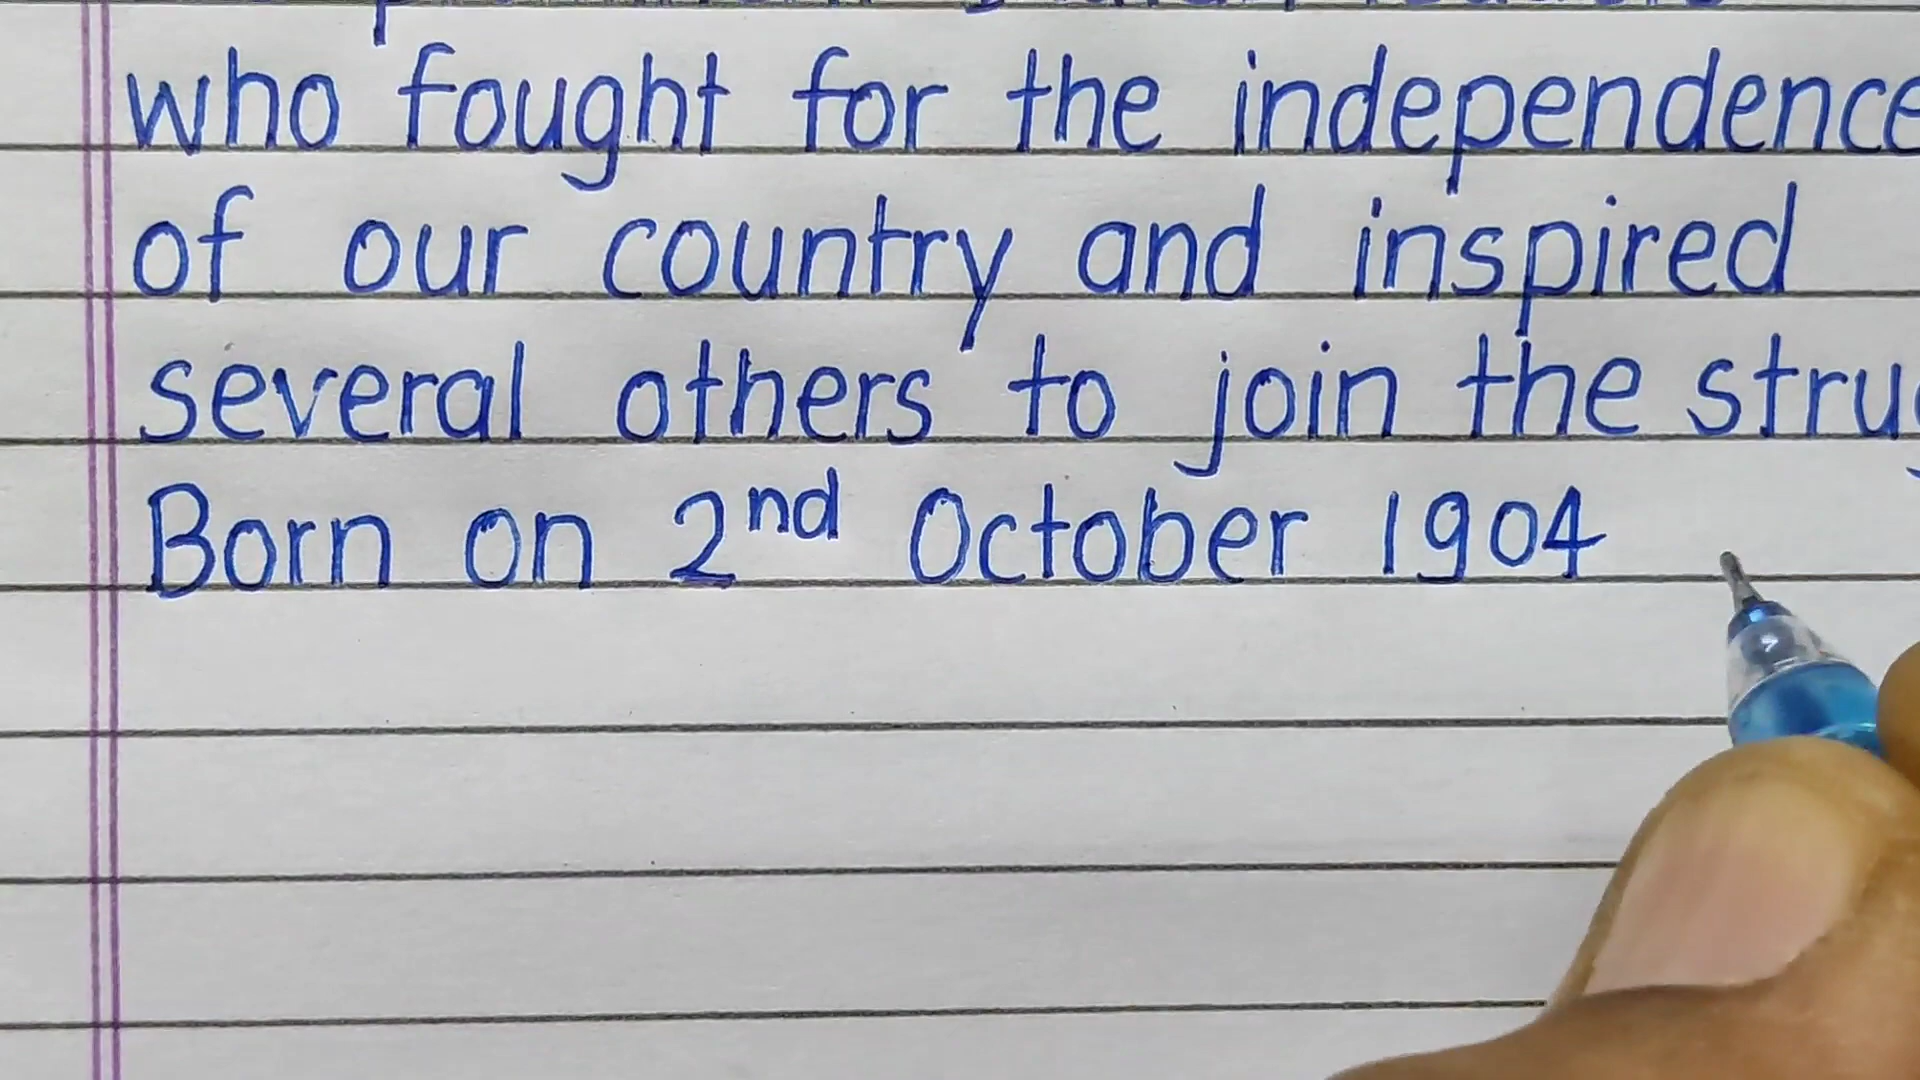 who fought for the independence
of our country and inspired
several others to join the
Born on 2nd October 1904